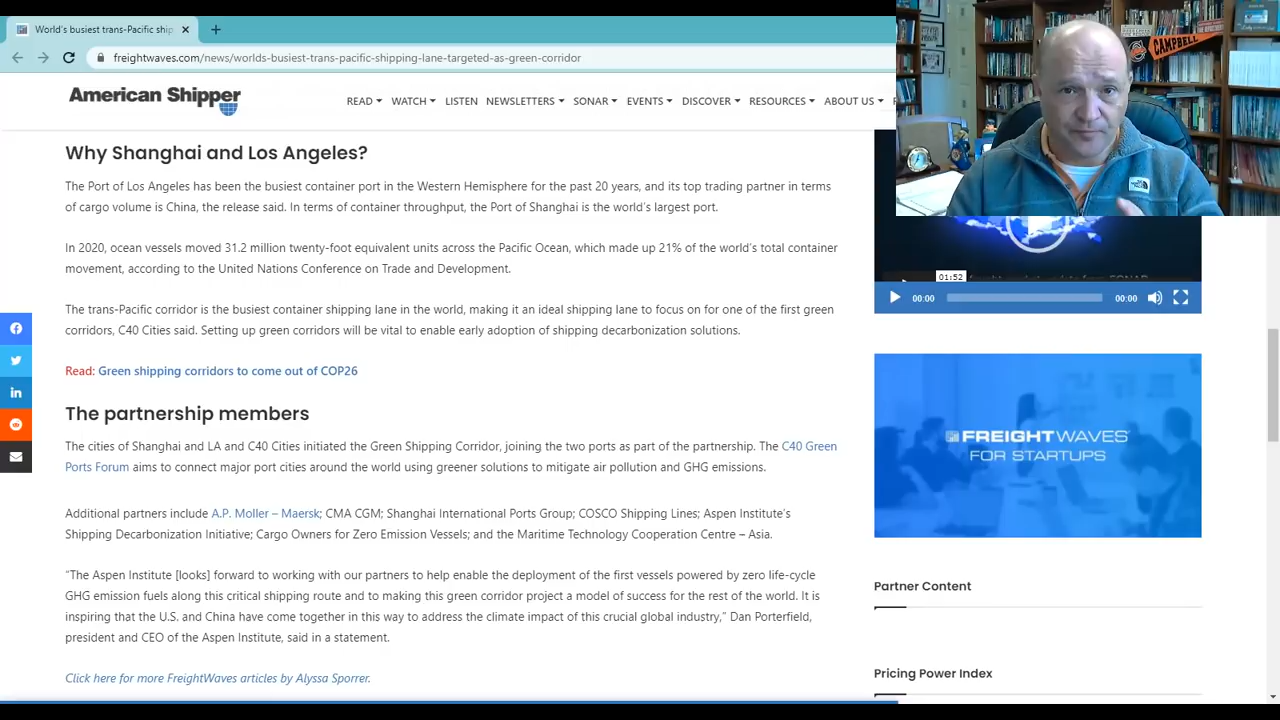 World's busiest trans-Pacific ship
freightwaves.com/news/worlds-busiest-trans-pacific-shipping-lane-targeted-as-green-corridor
American Shipper
READ WATCH LISTEN NEWSLETTERS SONAR EVENTS DISCOVER RESOURCES ABOUT US
CAMPBELL
Why Shanghai and Los Angeles?
The Port of Los Angeles has been the busiest container port in the Western Hemisphere for the past 20 years, and its top trading partner in terms
of cargo volume is China, the release said. In terms of container throughput, the Port of Shanghai is the world's largest port.
In 2020, ocean vessels moved 31.2 million twenty-foot equivalent units across the Pacific Ocean, which made up 21% of the world's total container
movement, according to the United Nations Conference on Trade and Development.
The trans-Pacific corridor is the busiest container shipping lane in the world, making it an ideal shipping lane to focus on for one of the first green
corridors, C40 Cities said. Setting up green corridors will be vital to enable early adoption of shipping decarbonization solutions.
Read: Green shipping corridors to come out of COP26
The partnership members
The cities of Shanghai and LA and C40 Cities initiated the Green Shipping Corridor, joining the two ports as part of the partnership. The C40 Green
Ports Forum aims to connect major port cities around the world using greener solutions to mitigate air pollution and GHG emissions.
Additional partners include A.P. Moller – Maersk; CMA CGM; Shanghai International Ports Group; COSCO Shipping Lines; Aspen Institute's
Shipping Decarbonization Initiative; Cargo Owners for Zero Emission Vessels; and the Maritime Technology Cooperation Centre – Asia.
“The Aspen Institute [looks] forward to working with our partners to help enable the deployment of the first vessels powered by zero life-cycle
GHG emission fuels along this critical shipping route and to making this green corridor project a model of success for the rest of the world. It is
inspiring that the U.S. and China have come together in this way to address the climate impact of this crucial global industry,” Dan Porterfield,
president and CEO of the Aspen Institute, said in a statement.
Click here for more FreightWaves articles by Alyssa Sporrer.
01:52
00:00
00:00
FREIGHTWAVES
FOR STARTUPS
Partner Content
Pricing Power Index